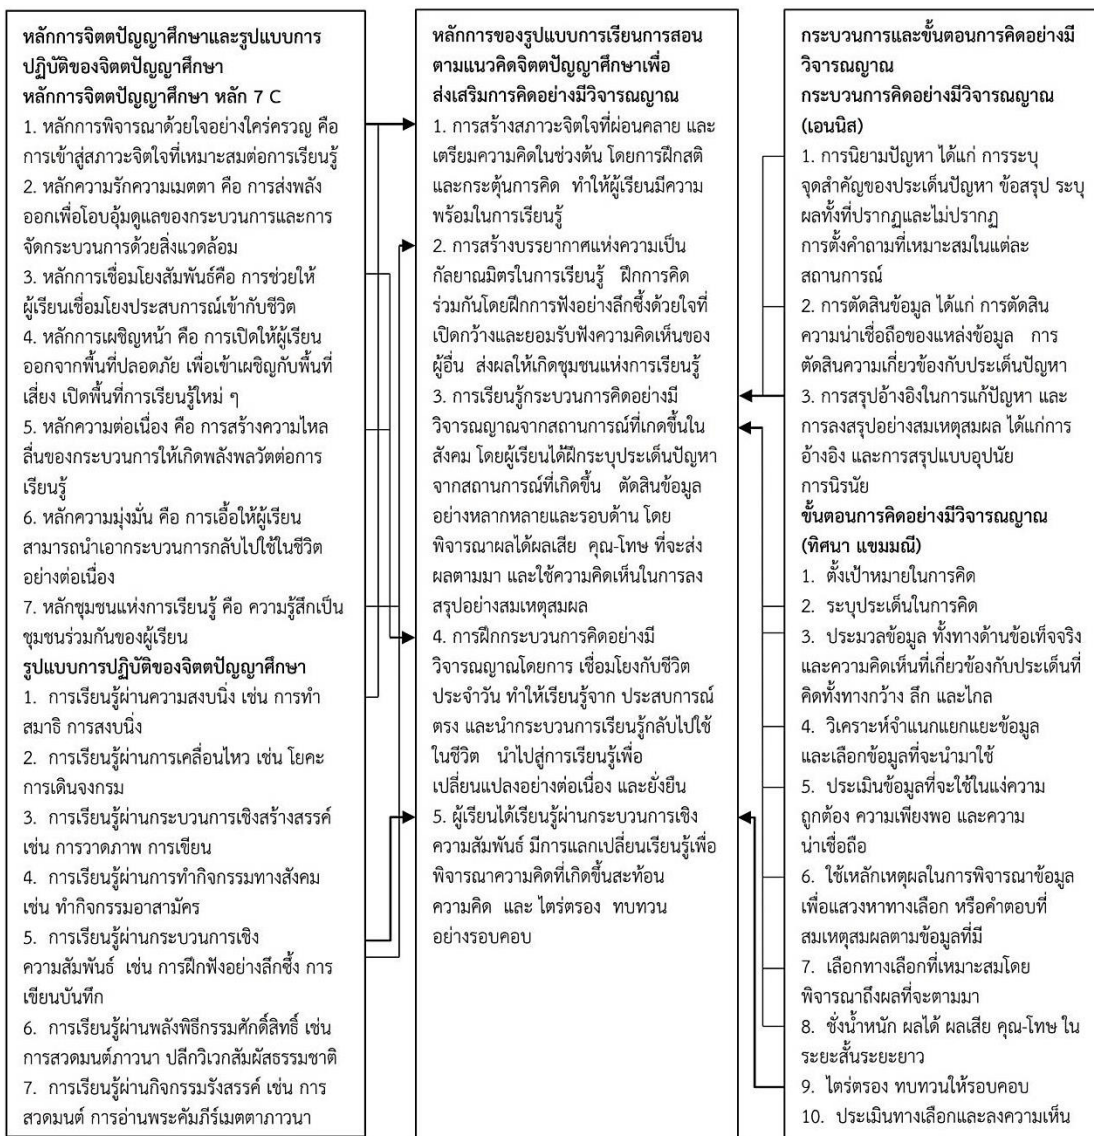 หลักการจิตตปัญญาศึกษาและรูปแบบการ
ปฏิบัติของจิตตปัญญาศึกษา
หลักการจิตตปัญญาศึกษา หลัก 7 C
1. หลักการพิจารณาด้วยใจอย่างใคร่ครวญ คือ
การเข้าสู่สภาวะจิตใจที่เหมาะสมต่อการเรียนรู้
2. หลักความรักความเมตตา คือ การส่งพลัง
ออกเพื่อโอบอุ้มดูแลของกระบวนการและการ
จัดกระบวนการด้วยสิ่งแวดล้อม
3. หลักการเชื่อมโยงสัมพันธ์คือ การช่วยให้
ผู้เรียนเชื่อมโยงประสบการณ์เข้ากับชีวิต
4. หลักการเผชิญหน้า คือ การเปิดให้ผู้เรียน
ออกจากพื้นที่ปลอดภัย เพื่อเข้าเผชิญกับพื้นที่
เสี่ยง เปิดพื้นที่การเรียนรู้ใหม่ ๆ
5. หลักความต่อเนื่อง คือ การสร้างความไหล
ลื่นของกระบวนการให้เกิดพลังพลวัตต่อการ
เรียนรู้
6. หลักความมุ่งมั่น คือ การเอื้อให้ผู้เรียน
สามารถนำเอากระบวนการกลับไปใช้ในชีวิต
อย่างต่อเนื่อง
7. หลักชุมชนแห่งการเรียนรู้ คือ ความรู้สึกเป็น
ชุมชนร่วมกันของผู้เรียน
รูปแบบการปฏิบัติของจิตตปัญญาศึกษา
1. การเรียนรู้ผ่านความสงบนิ่ง เช่น การทำ
สมาธิ การสงบนิ่ง
2. การเรียนรู้ผ่านการเคลื่อนไหว เช่น โยคะ
การเดินจงกรม
3. การเรียนรู้ผ่านกระบวนการเชิงสร้างสรรค์
เช่น การวาดภาพ การเขียน
4. การเรียนรู้ผ่านการทำกิจกรรมทางสังคม
เช่น ทำกิจกรรมอาสามัคร
5. การเรียนรู้ผ่านกระบวนการเชิง
ความสัมพันธ์ เช่น การฝึกฟังอย่างลึกซึ้ง การ
เขียนบันทึก
6. การเรียนรู้ผ่านพลังพิธีกรรมศักดิ์สิทธิ์ เช่น
การสวดมนต์ภาวนา ปลีกวิเวกสัมผัสธรรมชาติ
7. การเรียนรู้ผ่านกิจกรรมรังสรรค์ เช่น การ
สวดมนต์ การอ่านพระคัมภีร์เมตตาภาวนา
หลักการของรูปแบบการเรียนการสอน
ตามแนวคิดจิตตปัญญาศึกษาเพื่อ
ส่งเสริมการคิดอย่างมีวิจารณญาณ
1. การสร้างสภาวะจิตใจที่ผ่อนคลาย และ
เตรียมความคิดในช่วงต้น โดยการฝึกสติ
และกระตุ้นการคิด ทำให้ผู้เรียนมีความ
พร้อมในการเรียนรู้
2. การสร้างบรรยากาศแห่งความเป็น
กัลยาณมิตรในการเรียนรู้ ฝึกการคิด
ร่วมกันโดยฝึกการฟังอย่างลึกซึ้งด้วยใจที่
เปิดกว้างและยอมรับฟังความคิดเห็นของ
ผู้อื่น ส่งผลให้เกิดชุมชนแห่งการเรียนรู้
3. การเรียนรู้กระบวนการคิดอย่างมี
วิจารณญาณจากสถานการณ์ที่เกดขึ้นใน
สังคม โดยผู้เรียนได้ฝึกระบุประเด็นปัญหา
จากสถานการณ์ที่เกิดขึ้น ตัดสินข้อมูล
อย่างหลากหลายและรอบด้าน โดย
พิจารณาผลได้ผลเสีย คุณ-โทษ ที่จะส่ง
ผลตามมา และใช้ความคิดเห็นในการลง
สรุปอย่างสมเหตุสมผล
4. การฝึกกระบวนการคิดอย่างมี
วิจารณญาณโดยการ เชื่อมโยงกับชีวิต
ประจำวัน ทำให้เรียนรู้จาก ประสบการณ์
ตรง และนำกระบวนการเรียนรู้กลับไปใช้
ในชีวิต นำไปสู่การเรียนรู้เพื่อ
เปลี่ยนแปลงอย่างต่อเนื่อง และยั่งยืน
5. ผู้เรียนได้เรียนรู้ผ่านกระบวนการเชิง
ความสัมพันธ์ มีการแลกเปลี่ยนเรียนรู้เพื่อ
พิจารณาความคิดที่เกิดขึ้นสะท้อน
ความคิด และ ไตร่ตรอง ทบทวน
อย่างรอบคอบ
กระบวนการและขั้นตอนการคิดอย่างมี
วิจารณญาณ
กระบวนการคิดอย่างมีวิจารณญาณ
(เอนนิส)
1. การนิยามปัญหา ได้แก่ การระบุ
จุดสำคัญของประเด็นปัญหา ข้อสรุป ระบุ
ผลทั้งที่ปรากฏและไม่ปรากฏ
การตั้งคำถามที่เหมาะสมในแต่ละ
สถานการณ์
2. การตัดสินข้อมูล ได้แก่ การตัดสิน
ความน่าเชื่อถือของแหล่งข้อมูล การ
ตัดสินความเกี่ยวข้องกับประเด็นปัญหา
3. การสรุปอ้างอิงในการแก้ปัญหา และ
การลงสรุปอย่างสมเหตุสมผล ได้แก่การ
อ้างอิง และการสรุปแบบอุปนัย
การนิรนัย
ขั้นตอนการคิดอย่างมีวิจารณญาณ
(ทิศนา แขมมณี)
1. ตั้งเป้าหมายในการคิด
2. ระบุประเด็นในการคิด
3. ประมวลข้อมูล ทั้งทางด้านข้อเท็จจริง
และความคิดเห็นที่เกี่ยวข้องกับประเด็นที่
คิดทั้งทางกว้าง ลึก และไกล
4. วิเคราะห์จำแนกแยกแยะข้อมูล
และเลือกข้อมูลที่จะนำมาใช้
5. ประเมินข้อมูลที่จะใช้ในแง่ความ
ถูกต้อง ความเพียงพอ และความ
น่าเชื่อถือ
6. ใช้เหลักเหตุผลในการพิจารณาข้อมูล
เพื่อแสวงหาทางเลือก หรือคำตอบที่
สมเหตุสมผลตามข้อมูลที่มี
7. เลือกทางเลือกที่เหมาะสมโดย
พิจารณาถึงผลที่จะตามมา
8. ชั่งน้ำหนัก ผลได้ ผลเสีย คุณ-โทษ ใน
ระยะสั้นระยะยาว
9. ไตร่ตรอง ทบทวนให้รอบคอบ
10. ประเมินทางเลือกและลงความเห็น